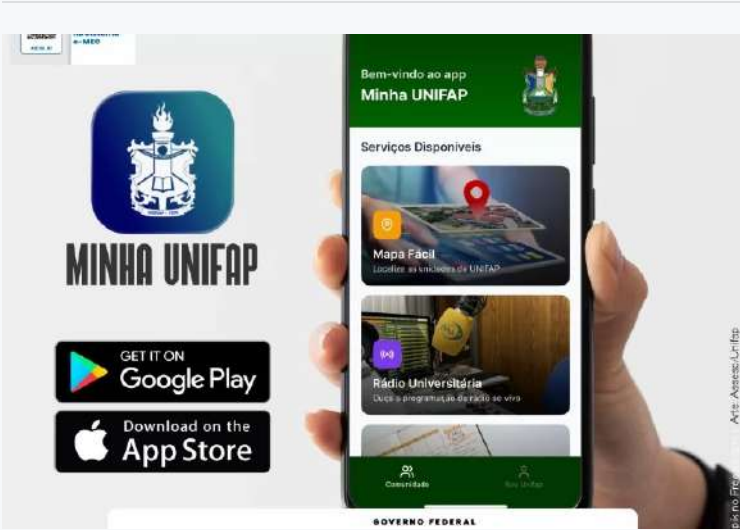 e-MEC
MINHA UNIFAP
GET IT ON
Google Play
Download on the
App Store
Bem-vindo ao app
Minha UNIFAP
Serviços Disponíveis
Mapa Fácil
Localize as unidades da UNIFAP
Rádio Universitária
Ouça a programação da rádio ao vivo
Comunidade
Sou Unifap
GOVERNO FEDERAL
Arte: Assesc/Unifap